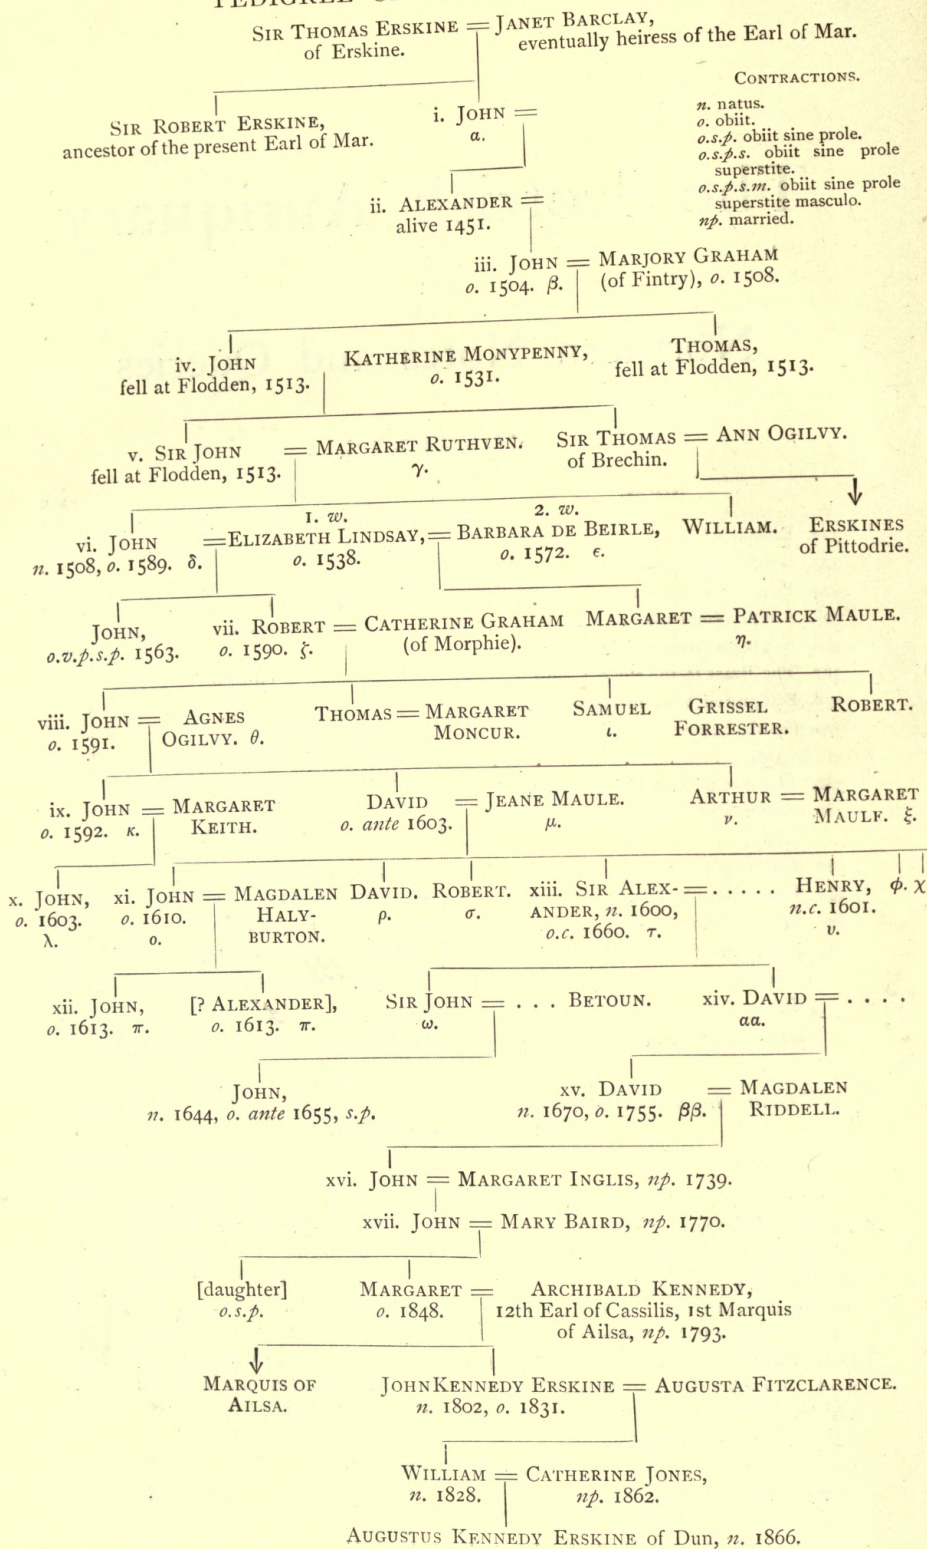 SIR THOMAS ERSKINE = JANET BARCLAY,
of Erskine. eventually heiress of the Earl of Mar.
CONTRACTIONS.
n. natus.
o. obiit.
o.s.p. obiit sine prole.
o.s.p.s. obiit sine prole
superstite.
o.s.p.s.m. obiit sine prole
superstite masculo.
np. married.
SIR ROBERT ERSKINE,
ancestor of the present Earl of Mar.
i. JOHN =
a.
ii. ALEXANDER =
alive 1451.
iii. JOHN = MARJORY GRAHAM
o. 1504. β. (of Fintry), o. 1508.
iv. JOHN
fell at Flodden, 1513.
KATHERINE MONYPENNY,
o. 1531.
THOMAS,
fell at Flodden, 1513.
v. SIR JOHN = MARGARET RUTHVEN.
fell at Flodden, 1513. γ.
SIR THOMAS = ANN OGILVY.
of Brechin.
1. w. 2. w.
vi. JOHN = ELIZABETH LINDSAY, = BARBARA DE BEIRLE,
n. 1508, o. 1589. δ. o. 1538. o. 1572. ε.
WILLIAM.
ERSKINES
of Pittodrie.
JOHN,
o.v.p.s.p. 1563.
vii. ROBERT = CATHERINE GRAHAM
o. 1590. ζ. (of Morphie).
MARGARET = PATRICK MAULE.
η.
viii. JOHN = AGNES
o. 1591. OGILVY. θ.
THOMAS = MARGARET
MONCUR.
SAMUEL
ι.
GRISSEL
FORRESTER.
ROBERT.
ix. JOHN = MARGARET
o. 1592. κ. KEITH.
DAVID = JEANE MAULE.
o. ante 1603. μ.
ARTHUR = MARGARET
ν. MAULF. ξ.
x. JOHN,
o. 1603.
λ.
xi. JOHN = MAGDALEN
o. 1610. HALY-
o. BURTON.
DAVID.
ρ.
ROBERT.
σ.
xiii. SIR ALEX- = .....
ANDER, n. 1600,
o.c. 1660. τ.
HENRY,
n.c. 1601.
υ.
φ. χ
xii. JOHN,
o. 1613. π.
[? ALEXANDER],
o. 1613. π.
SIR JOHN = ... BETOUN.
ω.
xiv. DAVID = ....
αα.
JOHN,
n. 1644, o. ante 1655, s.p.
xv. DAVID = MAGDALEN
n. 1670, o. 1755. ββ. RIDDELL.
xvi. JOHN = MARGARET INGLIS, np. 1739.
xvii. JOHN = MARY BAIRD, np. 1770.
[daughter]
o.s.p.
MARGARET = ARCHIBALD KENNEDY,
o. 1848. 12th Earl of Cassilis, 1st Marquis
of Ailsa, np. 1793.
MARQUIS OF
AILSA.
JOHN KENNEDY ERSKINE = AUGUSTA FITZCLARENCE.
n. 1802, o. 1831.
WILLIAM = CATHERINE JONES,
n. 1828. np. 1862.
AUGUSTUS KENNEDY ERSKINE of Dun, n. 1866.